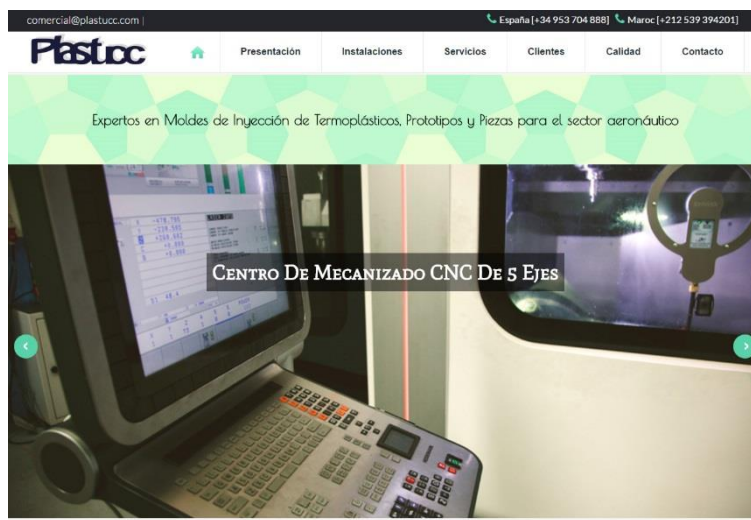 comercial@plastucc.com |
España [+34 953 704 888] Maroc [+212 539 394201]
Plastucc
Presentación Instalaciones Servicios Clientes Calidad Contacto
Expertos en Moldes de Inyección de Termoplásticos, Prototipos y Piezas para el sector aeronáutico
CENTRO DE MECANIZADO CNC DE 5 EJES